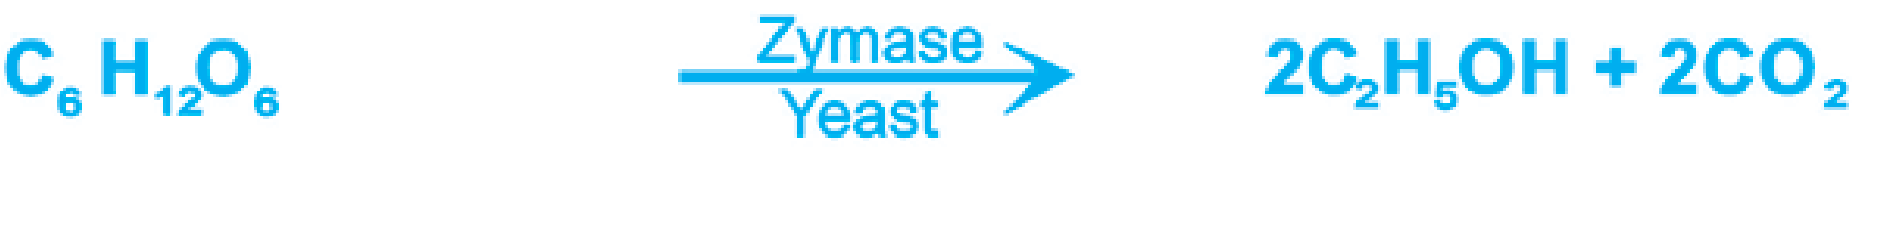 C₆ H₁₂O₆ Zymase 2C₂H₅OH + 2CO₂
Yeast